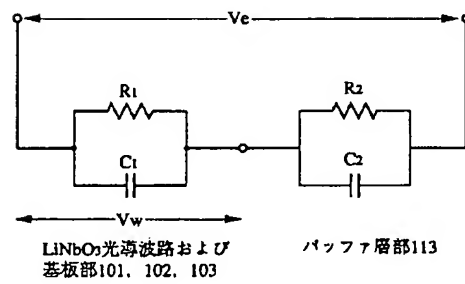 Ve
R1
R2
C1
C2
Vw
LiNbO3光導波路および
基板部101, 102, 103
バッファ層部113